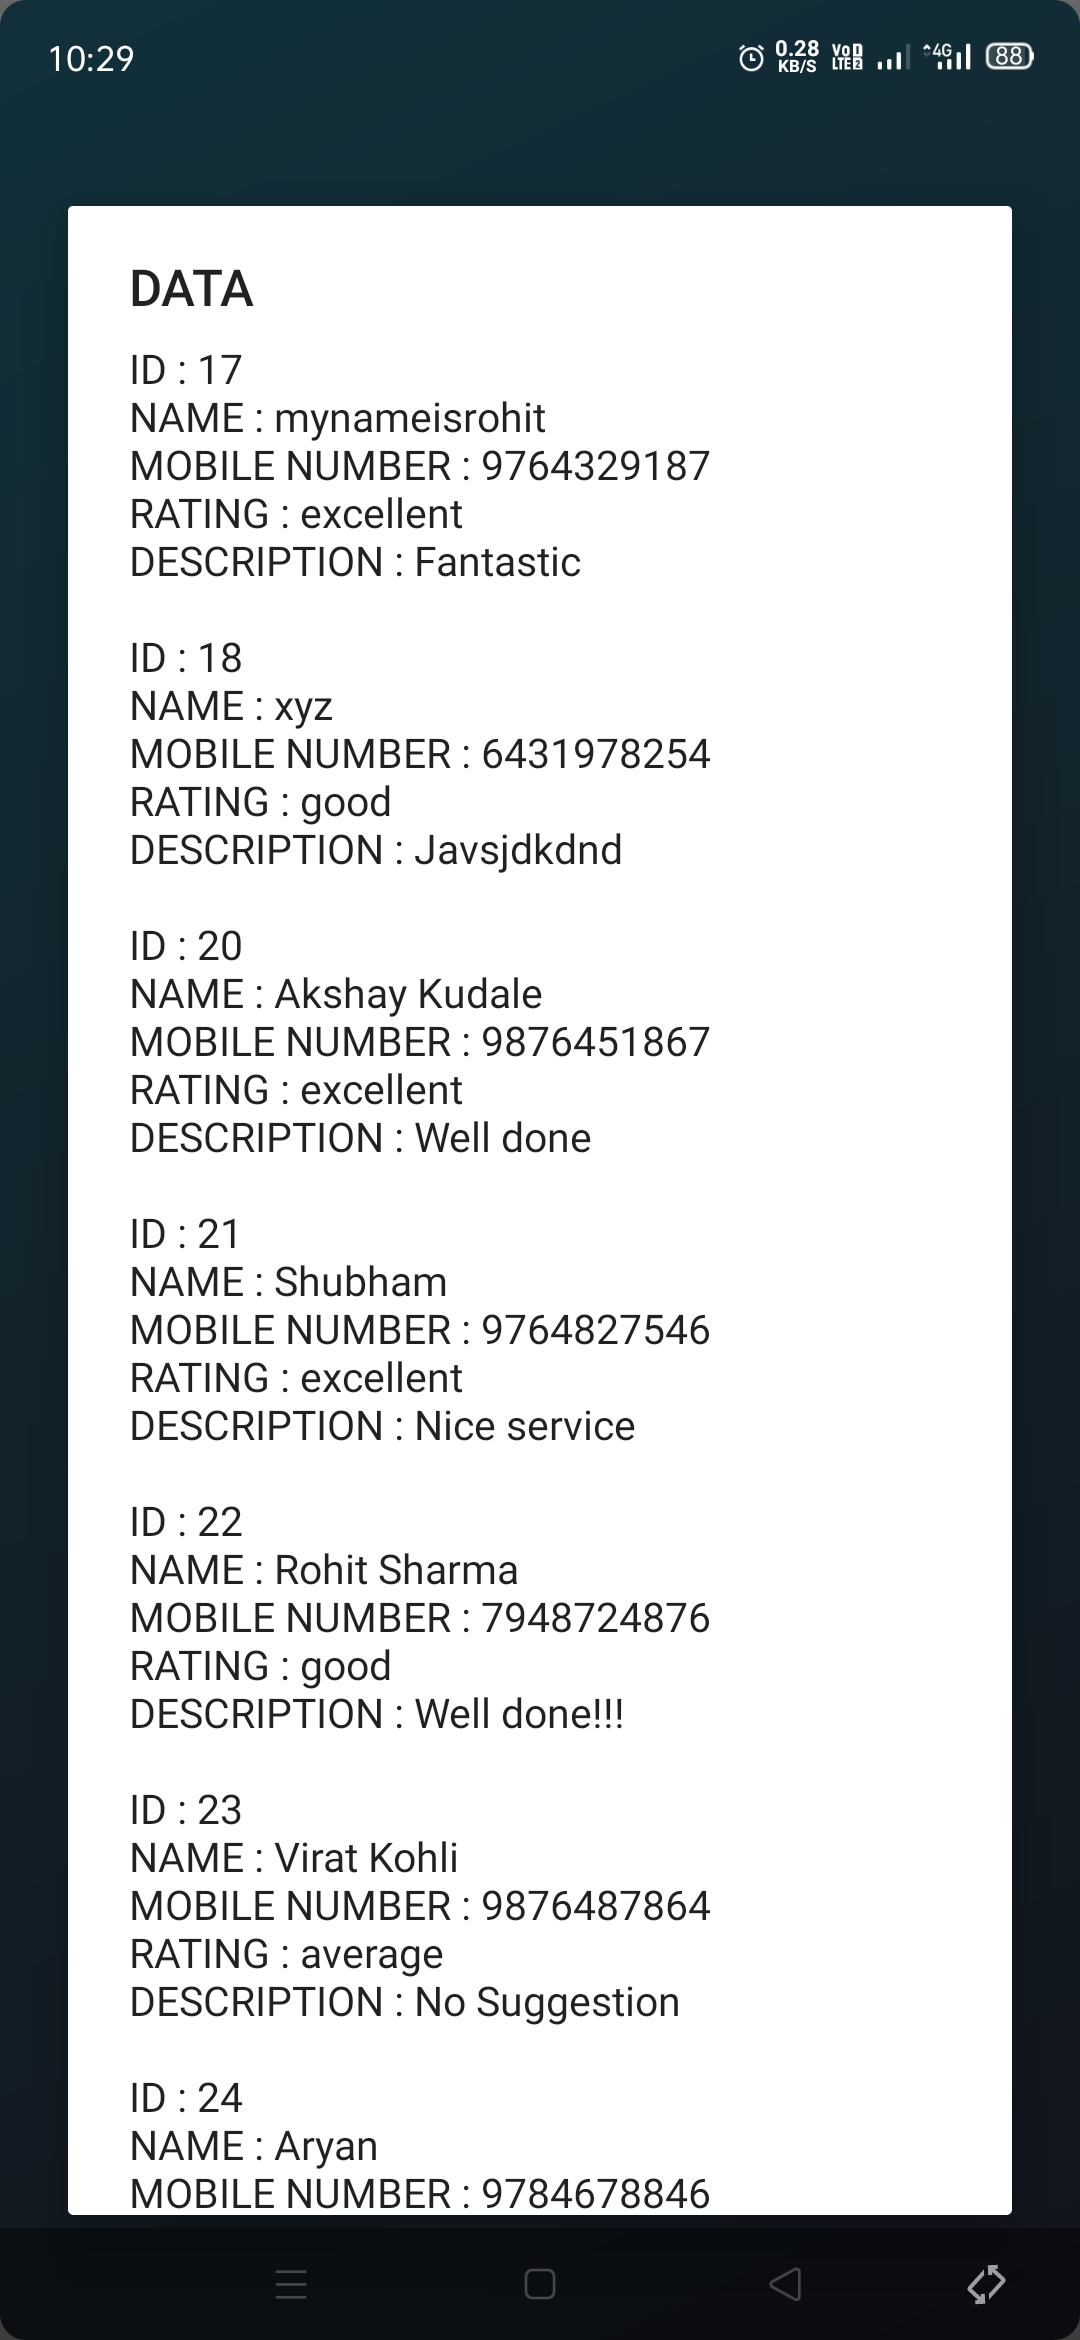 10:29
0.28 KB/S Vo LTE 1 2 4G 88
DATA
ID : 17
NAME : mynameisrohit
MOBILE NUMBER : 9764329187
RATING : excellent
DESCRIPTION : Fantastic
ID : 18
NAME : xyz
MOBILE NUMBER : 6431978254
RATING : good
DESCRIPTION : Javsjdkdnd
ID : 20
NAME : Akshay Kudale
MOBILE NUMBER : 9876451867
RATING : excellent
DESCRIPTION : Well done
ID : 21
NAME : Shubham
MOBILE NUMBER : 9764827546
RATING : excellent
DESCRIPTION : Nice service
ID : 22
NAME : Rohit Sharma
MOBILE NUMBER : 7948724876
RATING : good
DESCRIPTION : Well done!!!
ID : 23
NAME : Virat Kohli
MOBILE NUMBER : 9876487864
RATING : average
DESCRIPTION : No Suggestion
ID : 24
NAME : Aryan
MOBILE NUMBER : 9784678846